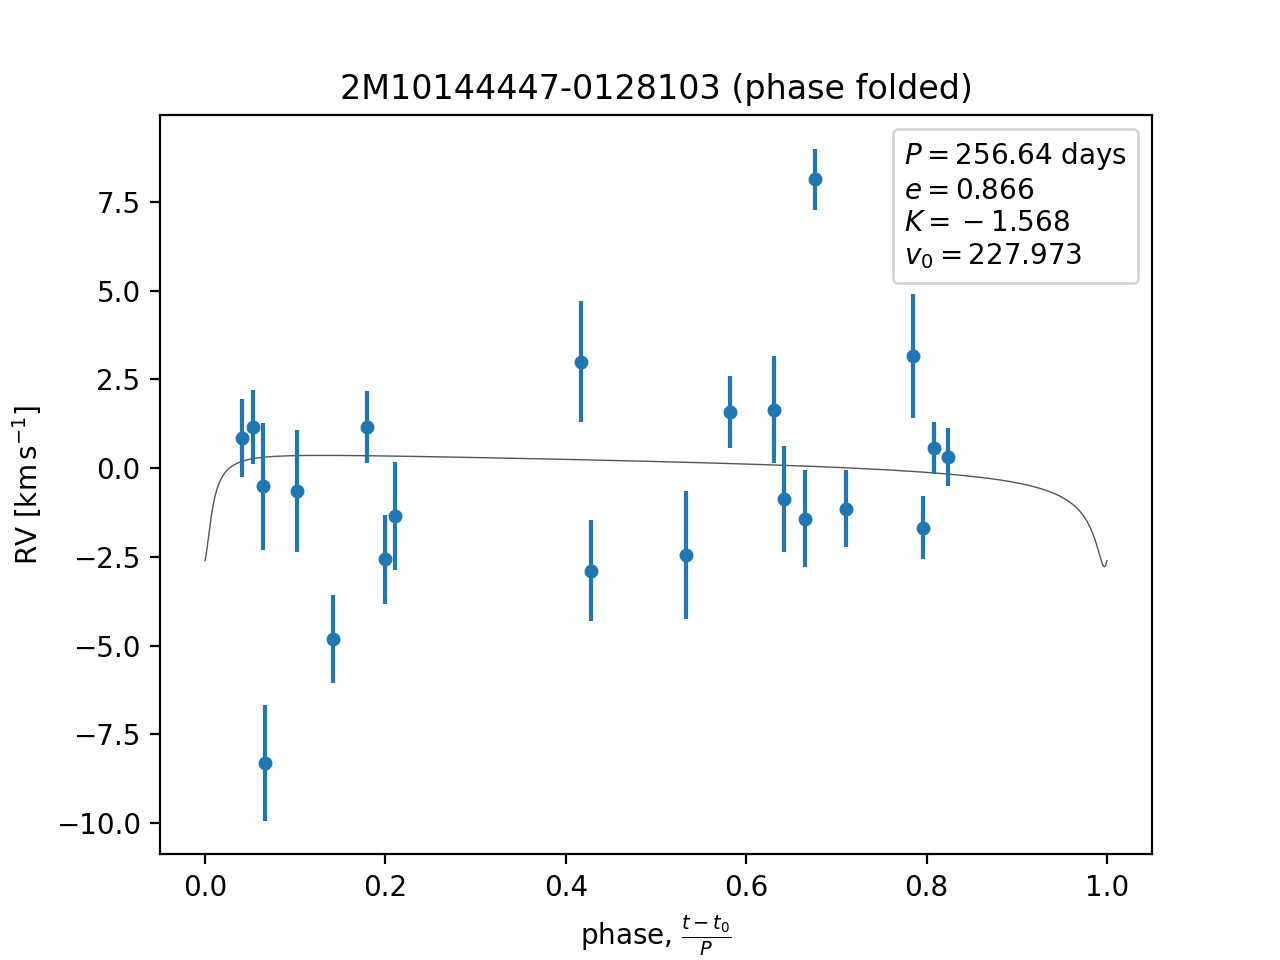 2M10144447-0128103 (phase folded)
P = 256.64 days
e = 0.866
K = −1.568
v₀ = 227.973
7.5
5.0
2.5
0.0
−2.5
−5.0
−7.5
−10.0
RV [km s⁻¹]
0.0 0.2 0.4 0.6 0.8 1.0
phase, (t − t₀)/P